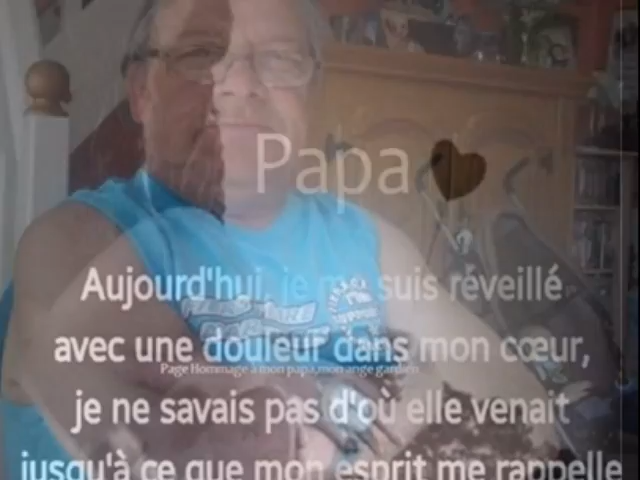 Papa
Aujourd'hui, je me suis réveillé
avec une douleur dans mon cœur,
Page Hommage à mon papa,mon ange gardien
je ne savais pas d'où elle venait
jusqu'à ce que mon esprit me rappelle